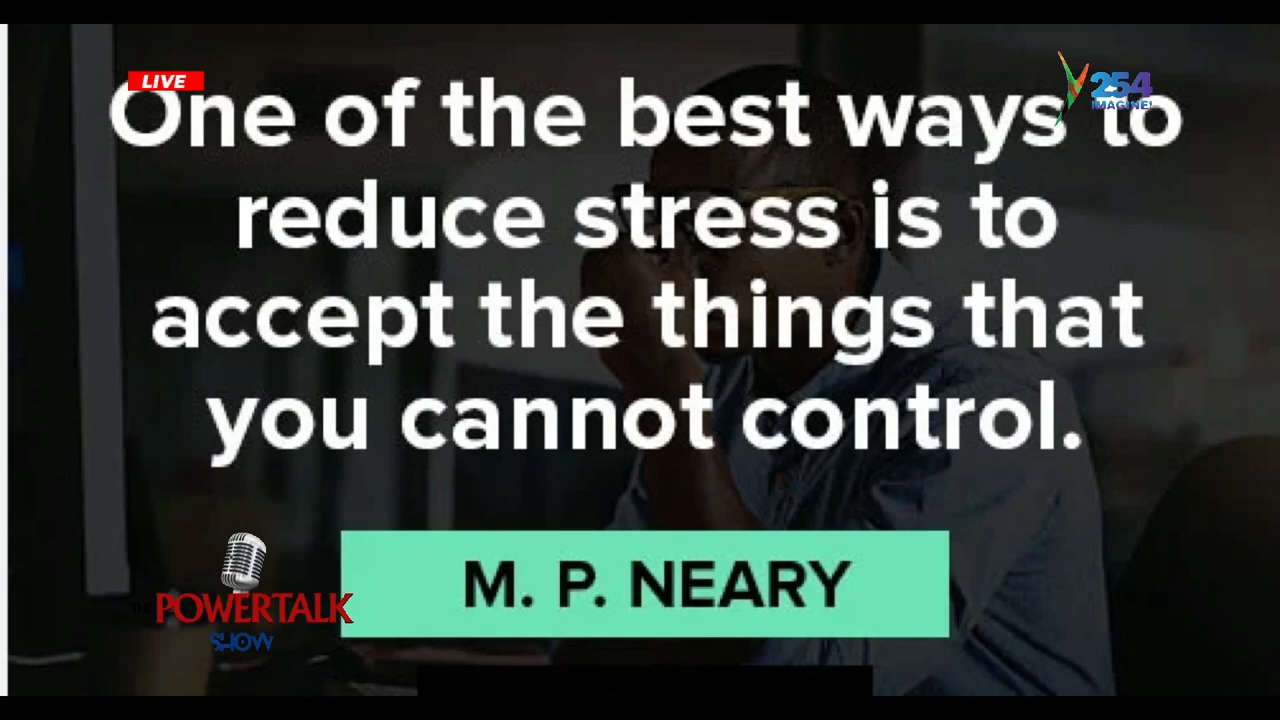 LIVE
254
IMAGINE!
One of the best ways to
reduce stress is to
accept the things that
you cannot control.
M. P. NEARY
THE
POWERTALK
SHOW